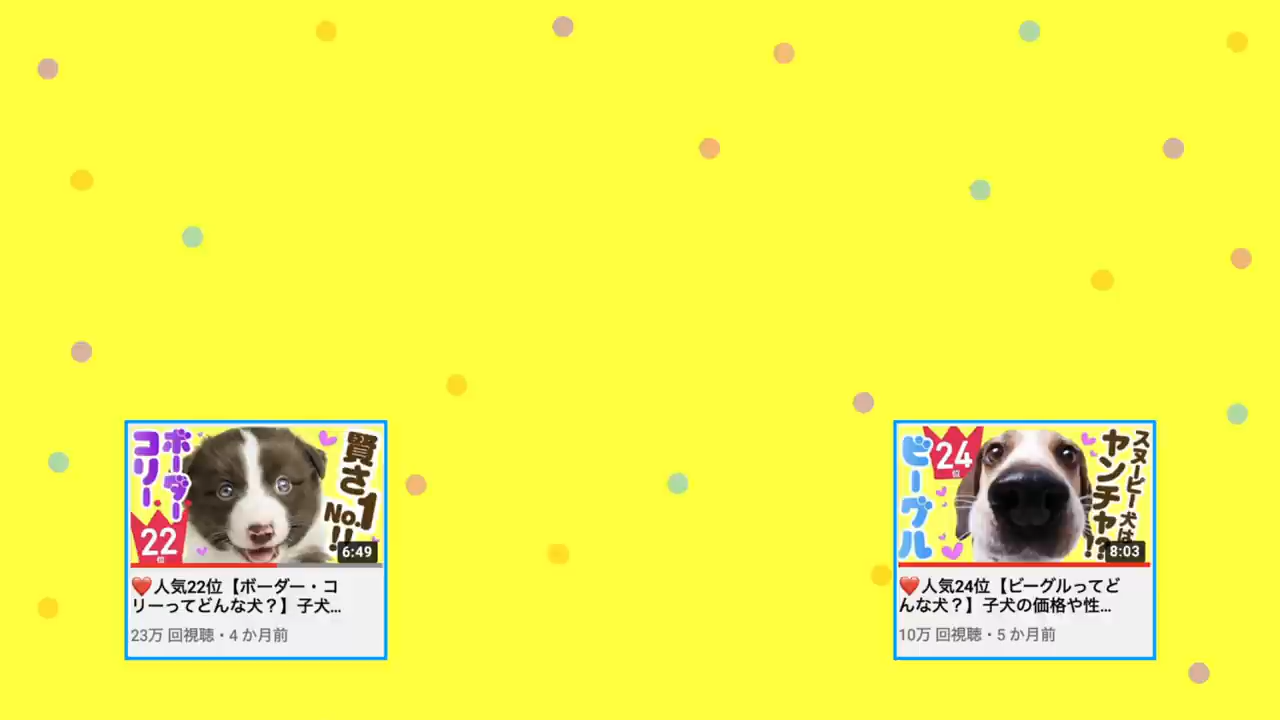 ボーダー
コリー
賢さ
No.1
!!
22
位
6:49
❤️人気22位【ボーダー・コ
リーってどんな犬？】子犬…
23万 回視聴・4 か月前
ビーグル
24
位
スヌーピー犬は
ヤンチャ!?
8:03
❤️人気24位【ビーグルってど
んな犬？】子犬の価格や性…
10万 回視聴・5 か月前